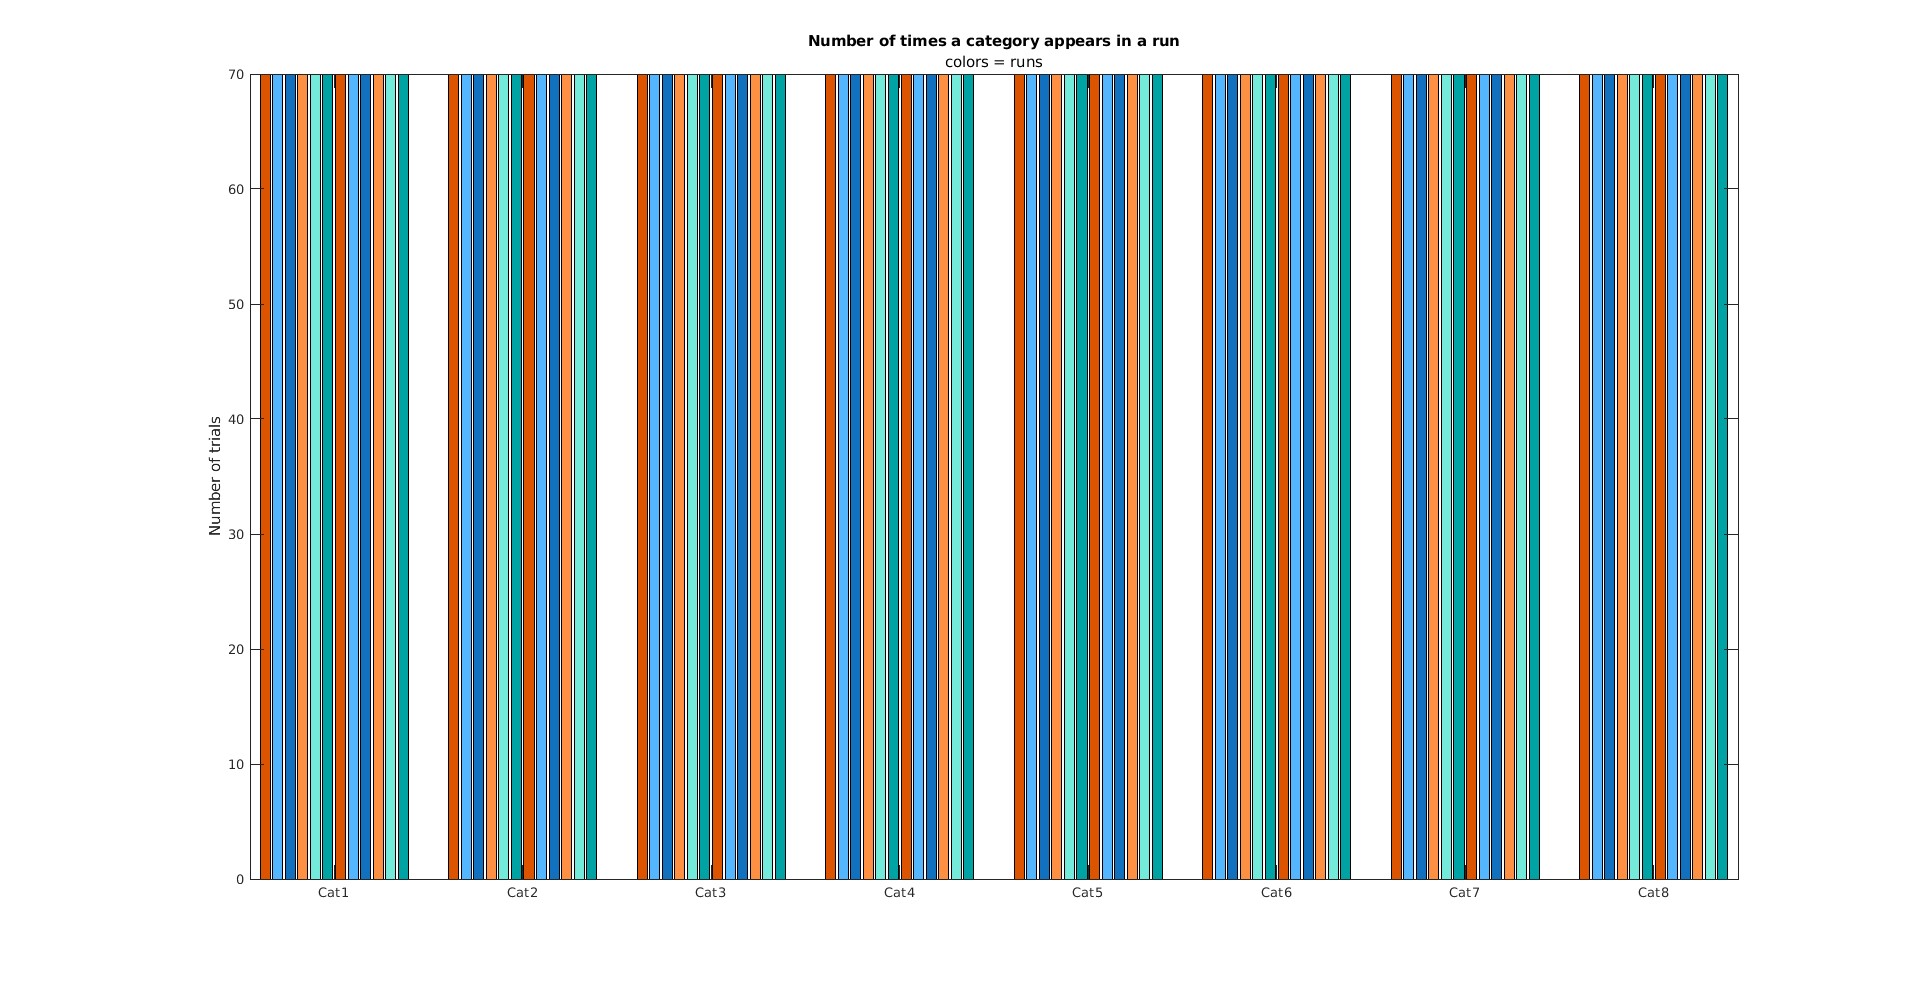 Number of times a category appears in a run
colors = runs
70
60
50
40
30
20
10
0
Number of trials
Cat1 Cat2 Cat3 Cat4 Cat5 Cat6 Cat7 Cat8